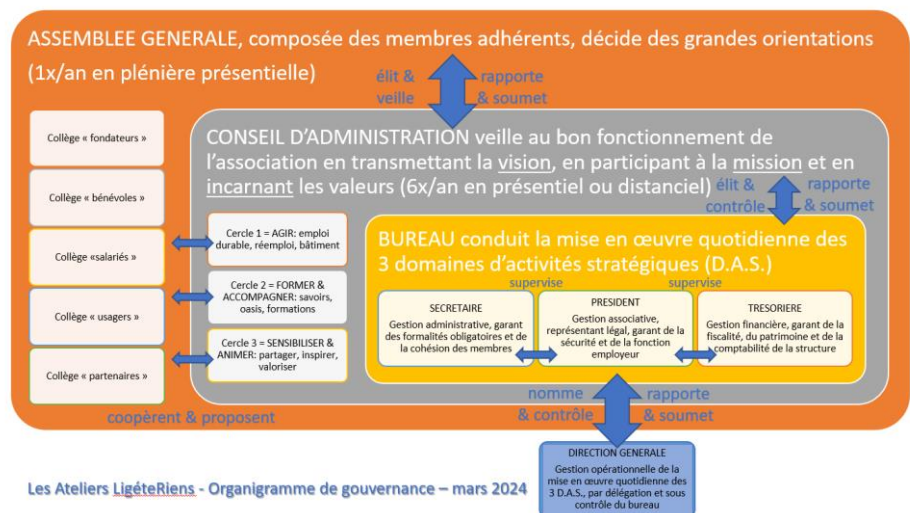 ASSEMBLEE GENERALE, composée des membres adhérents, décide des grandes orientations
(1x/an en plénière présentielle)
élit &
veille
rapporte
& soumet
Collège « fondateurs »
Collège « bénévoles »
Collège «salariés »
Collège « usagers »
Collège « partenaires »
coopèrent & proposent
CONSEIL D'ADMINISTRATION veille au bon fonctionnement de
l'association en transmettant la vision, en participant à la mission et en
incarnant les valeurs (6x/an en présentiel ou distanciel)
élit &
contrôle
rapporte
& soumet
Cercle 1 = AGIR: emploi
durable, réemploi, bâtiment
Cercle 2 = FORMER &
ACCOMPAGNER: savoirs,
oasis, formations
Cercle 3 = SENSIBILISER &
ANIMER: partager, inspirer,
valoriser
BUREAU conduit la mise en œuvre quotidienne des
3 domaines d'activités stratégiques (D.A.S.)
supervise
supervise
SECRETAIRE
Gestion administrative, garant
des formalités obligatoires et de
la cohésion des membres
PRESIDENT
Gestion associative,
représentant légal, garant de la
sécurité et de la fonction
employeur
TRESORIERE
Gestion financière, garant de la
fiscalité, du patrimoine et de la
comptabilité de la structure
nomme
& contrôle
rapporte
& soumet
DIRECTION GENERALE
Gestion opérationnelle de la
mise en œuvre quotidienne des
3 D.A.S., par délégation et sous
contrôle du bureau
Les Ateliers LigéteRiens - Organigramme de gouvernance – mars 2024